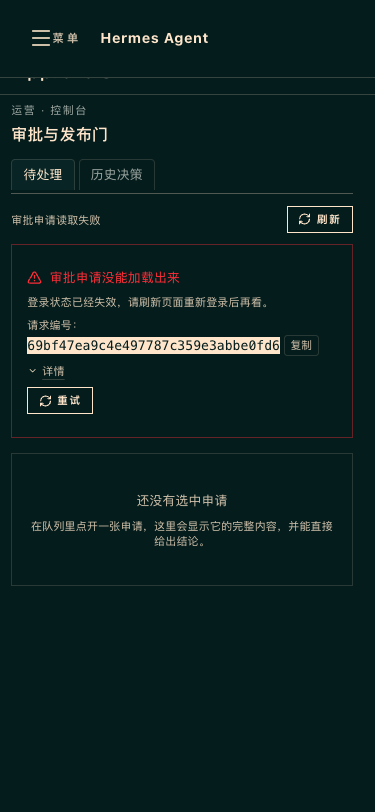 菜单
Hermes Agent
运营 · 控制台
审批与发布门
待处理
历史决策
审批申请读取失败
刷新
审批申请没能加载出来
登录状态已经失效，请刷新页面重新登录后再看。
请求编号：
69bf47ea9c4e497787c359e3abbe0fd6
复制
详情
重试
还没有选中申请
在队列里点开一张申请，这里会显示它的完整内容，并能直接
给出结论。